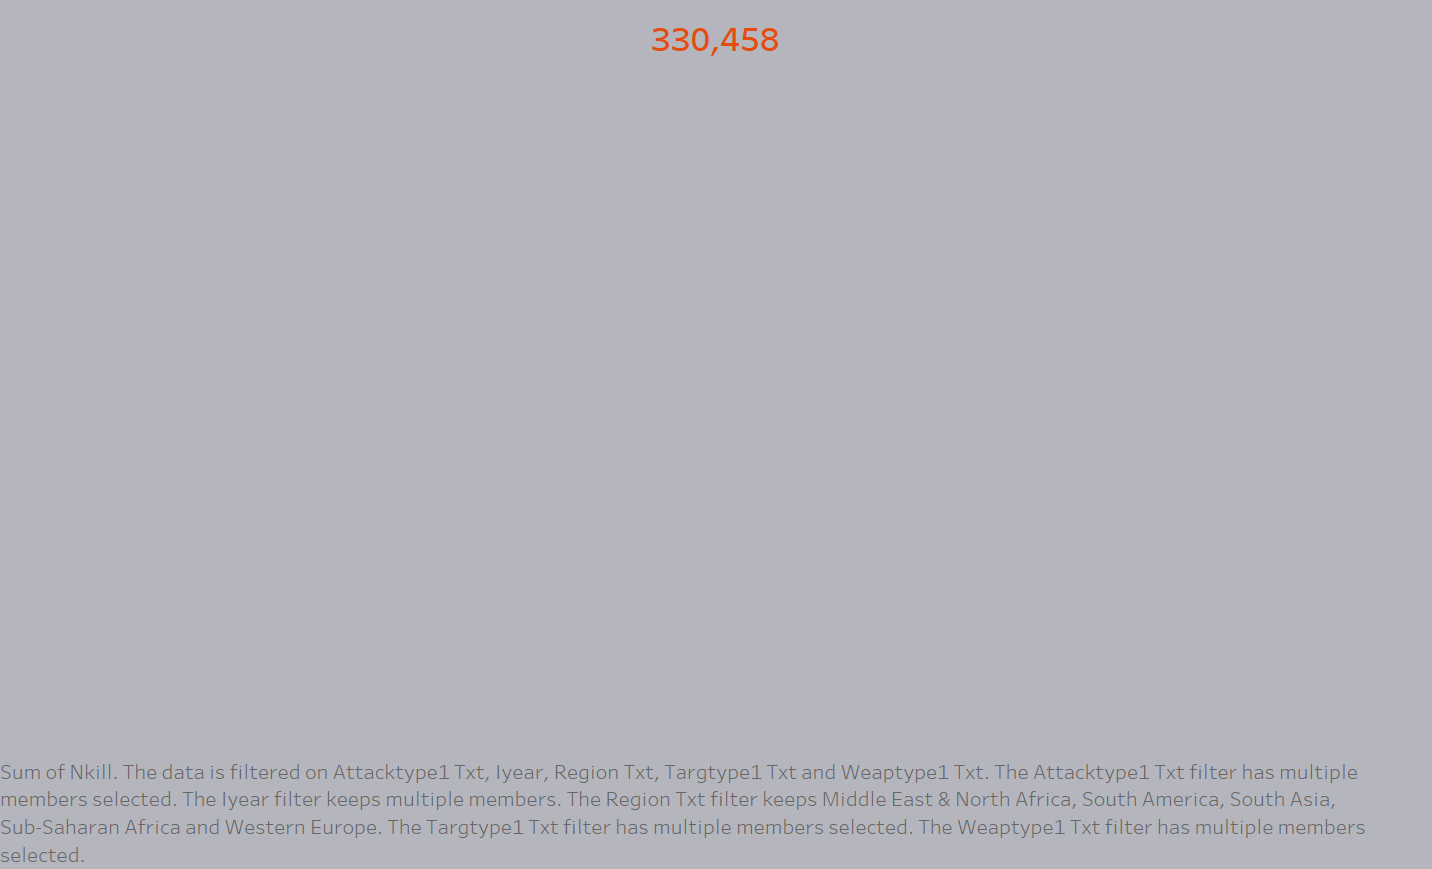 330,458
Sum of Nkill. The data is filtered on Attacktype1 Txt, Iyear, Region Txt, Targtype1 Txt and Weaptype1 Txt. The Attacktype1 Txt filter has multiple
members selected. The Iyear filter keeps multiple members. The Region Txt filter keeps Middle East & North Africa, South America, South Asia,
Sub-Saharan Africa and Western Europe. The Targtype1 Txt filter has multiple members selected. The Weaptype1 Txt filter has multiple members
selected.